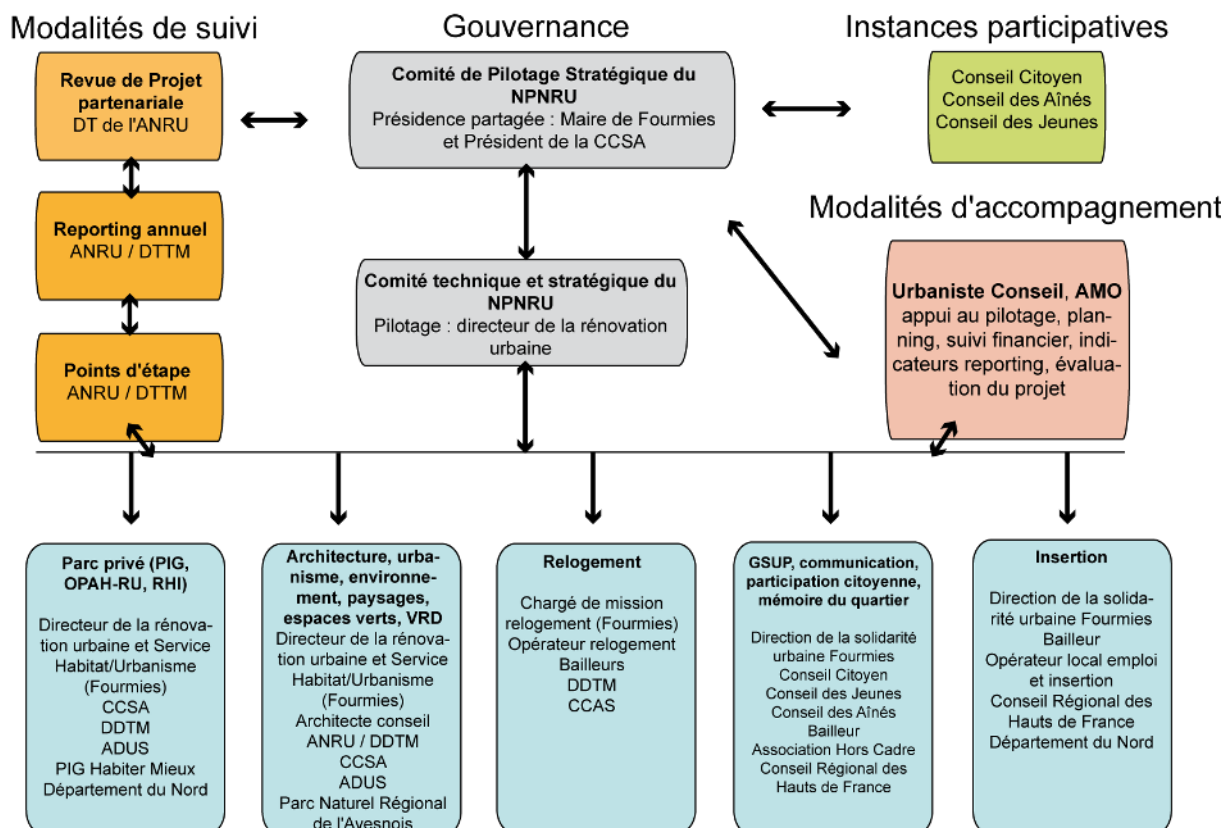 Modalités de suivi
Gouvernance
Instances participatives
Revue de Projet
partenariale
DT de l'ANRU
Comité de Pilotage Stratégique du
NPNRU
Présidence partagée : Maire de Fourmies
et Président de la CCSA
Conseil Citoyen
Conseil des Aînés
Conseil des Jeunes
Reporting annuel
ANRU / DTTM
Modalités d'accompagnement
Comité technique et stratégique du
NPNRU
Pilotage : directeur de la rénovation
urbaine
Urbaniste Conseil, AMO
appui au pilotage, plan-
ning, suivi financier, indi-
cateurs reporting, évalua-
tion du projet
Points d'étape
ANRU / DTTM
Parc privé (PIG,
OPAH-RU, RHI)
Directeur de la rénova-
tion urbaine et Service
Habitat/Urbanisme
(Fourmies)
CCSA
DDTM
ADUS
PIG Habiter Mieux
Département du Nord
Architecture, urba-
nisme, environne-
ment, paysages,
espaces verts, VRD
Directeur de la rénova-
tion urbaine et Service
Habitat/Urbanisme
(Fourmies)
Architecte conseil
ANRU / DDTM
CCSA
ADUS
Parc Naturel Régional
de l'Avesnois
Relogement
Chargé de mission
relogement (Fourmies)
Opérateur relogement
Bailleurs
DDTM
CCAS
GSUP, communication,
participation citoyenne,
mémoire du quartier
Direction de la solidarité
urbaine Fourmies
Conseil Citoyen
Conseil des Jeunes
Conseil des Aînés
Bailleur
Association Hors Cadre
Conseil Régional des
Hauts de France
Insertion
Direction de la solida-
rité urbaine Fourmies
Bailleur
Opérateur local emploi
et insertion
Conseil Régional des
Hauts de France
Département du Nord